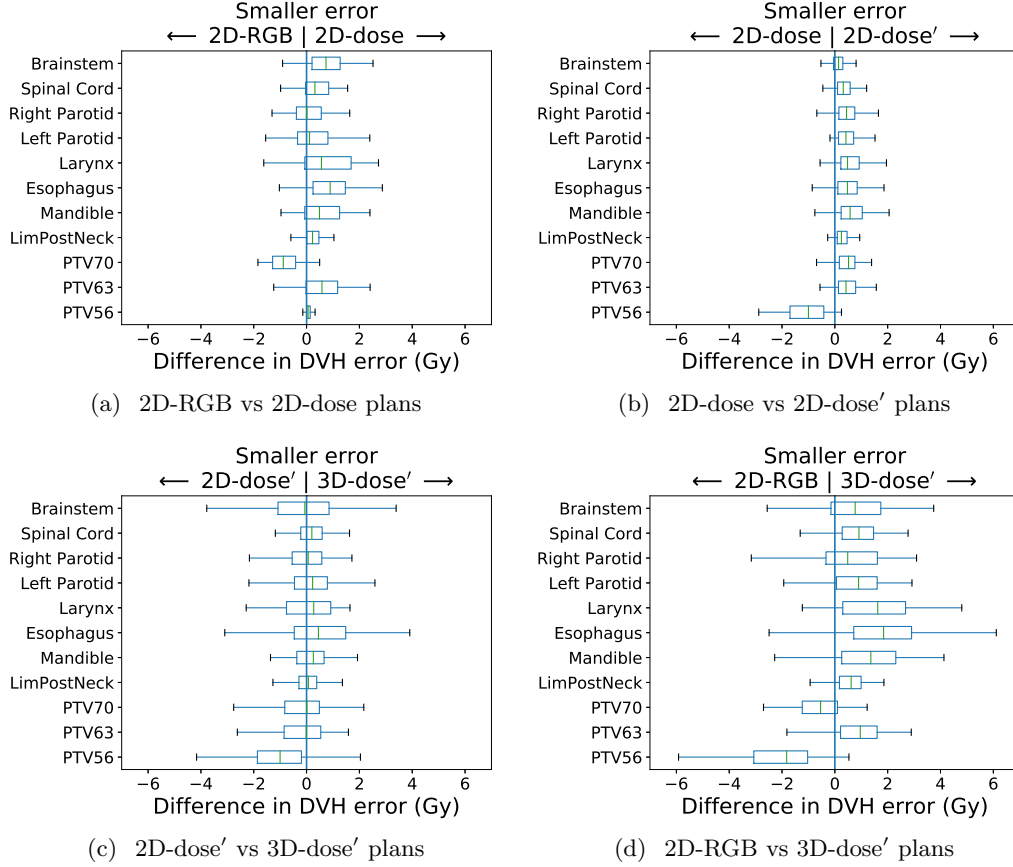 Smaller error
⟵ 2D-RGB | 2D-dose ⟶
Brainstem
Spinal Cord
Right Parotid
Left Parotid
Larynx
Esophagus
Mandible
LimPostNeck
PTV70
PTV63
PTV56
−6 −4 −2 0 2 4 6
Difference in DVH error (Gy)
(a) 2D-RGB vs 2D-dose plans
Smaller error
⟵ 2D-dose | 2D-dose′ ⟶
Brainstem
Spinal Cord
Right Parotid
Left Parotid
Larynx
Esophagus
Mandible
LimPostNeck
PTV70
PTV63
PTV56
−6 −4 −2 0 2 4 6
Difference in DVH error (Gy)
(b) 2D-dose vs 2D-dose′ plans
Smaller error
⟵ 2D-dose′ | 3D-dose′ ⟶
Brainstem
Spinal Cord
Right Parotid
Left Parotid
Larynx
Esophagus
Mandible
LimPostNeck
PTV70
PTV63
PTV56
−6 −4 −2 0 2 4 6
Difference in DVH error (Gy)
(c) 2D-dose′ vs 3D-dose′ plans
Smaller error
⟵ 2D-RGB | 3D-dose′ ⟶
Brainstem
Spinal Cord
Right Parotid
Left Parotid
Larynx
Esophagus
Mandible
LimPostNeck
PTV70
PTV63
PTV56
−6 −4 −2 0 2 4 6
Difference in DVH error (Gy)
(d) 2D-RGB vs 3D-dose′ plans